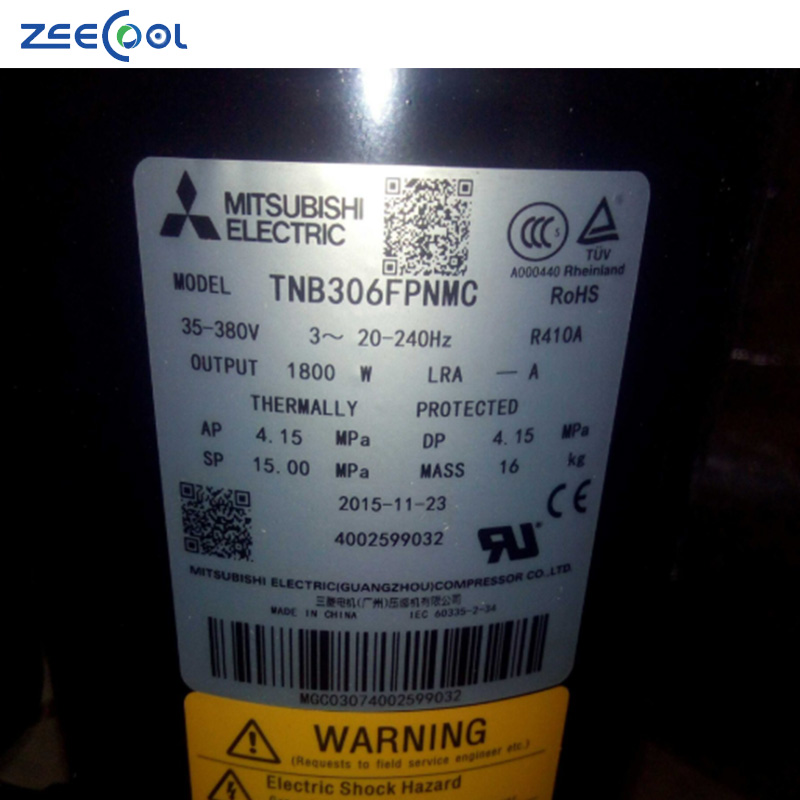 ZEECOOL
MITSUBISHI
ELECTRIC
CCC S
TÜV
A000440 Rheinland
MODEL TNB306FPNMC RoHS
35-380V 3～ 20-240Hz R410A
OUTPUT 1800 W LRA — A
THERMALLY PROTECTED
AP 4.15 MPa DP 4.15 MPa
SP 15.00 MPa MASS 16 kg
2015-11-23
CE
4002599032
RU
MITSUBISHI ELECTRIC(GUANGZHOU)COMPRESSOR CO.,LTD.
三菱电机(广州)压缩机有限公司
MADE IN CHINA IEC 60335-2-34
MGC03074002599032
WARNING
(Requests to field service engineer etc.)
Electric Shock Hazard